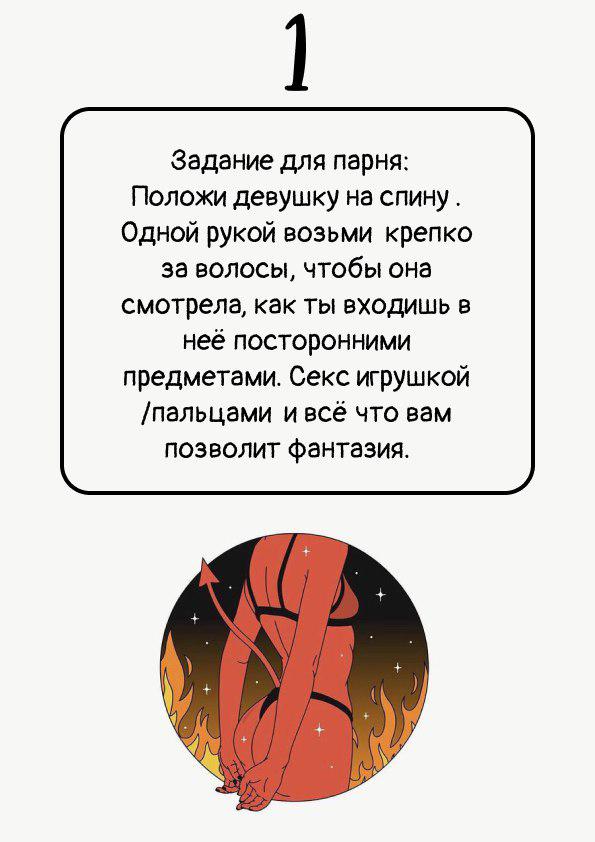 1
Задание для парня:
Положи девушку на спину .
Одной рукой возьми крепко
за волосы, чтобы она
смотрела, как ты входишь в
неё посторонними
предметами. Секс игрушкой
/пальцами и всё что вам
позволит фантазия.